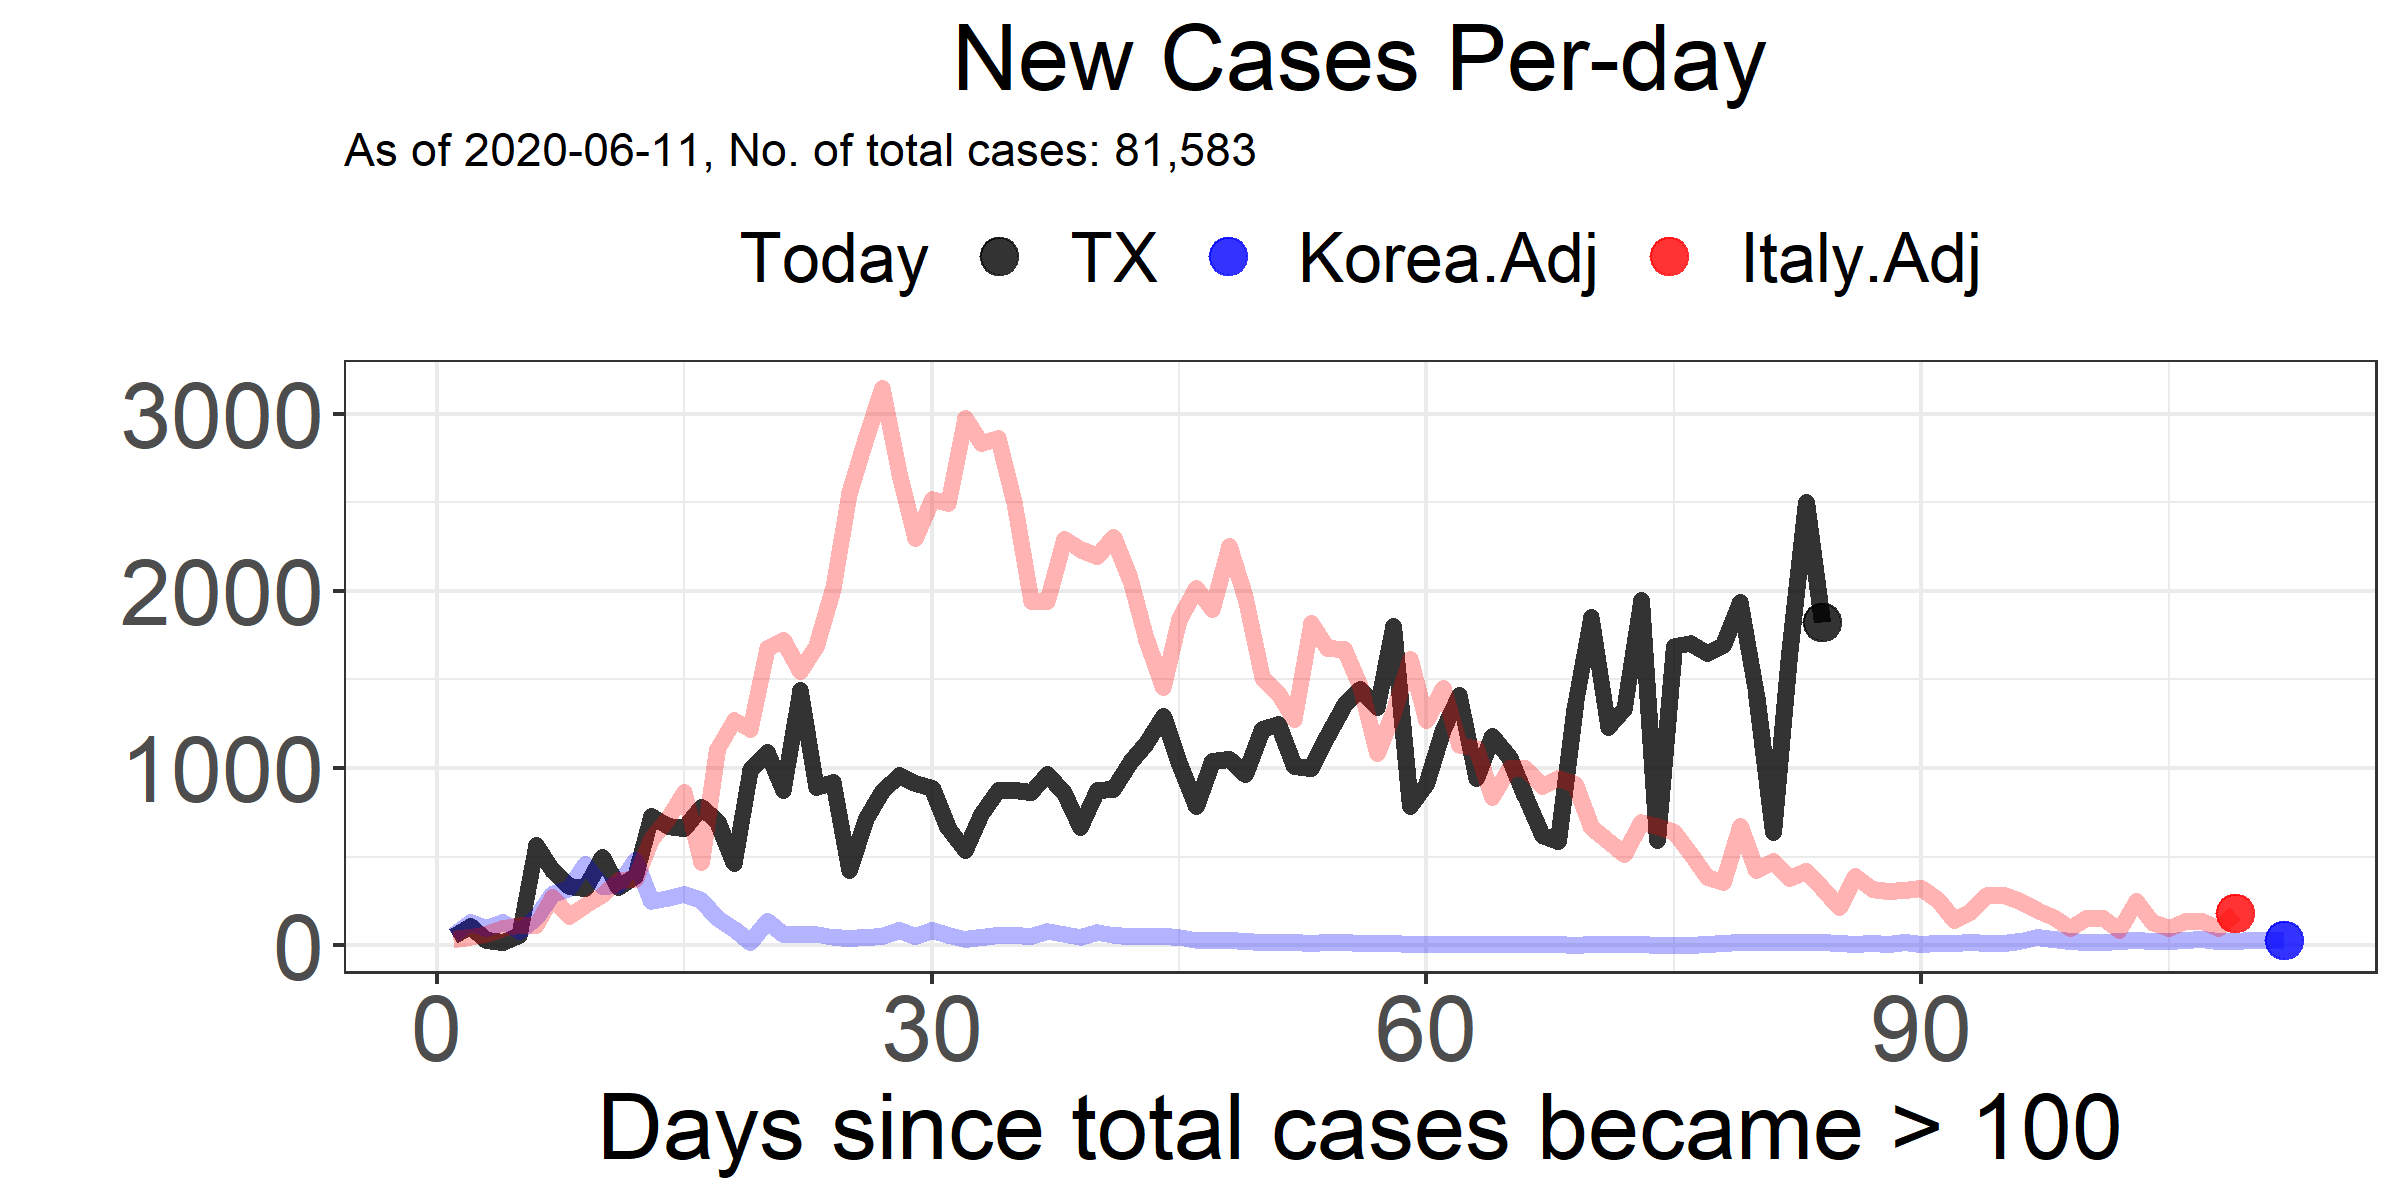 New Cases Per-day
As of 2020-06-11, No. of total cases: 81,583
Today TX Korea.Adj Italy.Adj
3000
2000
1000
0
0 30 60 90
Days since total cases became > 100